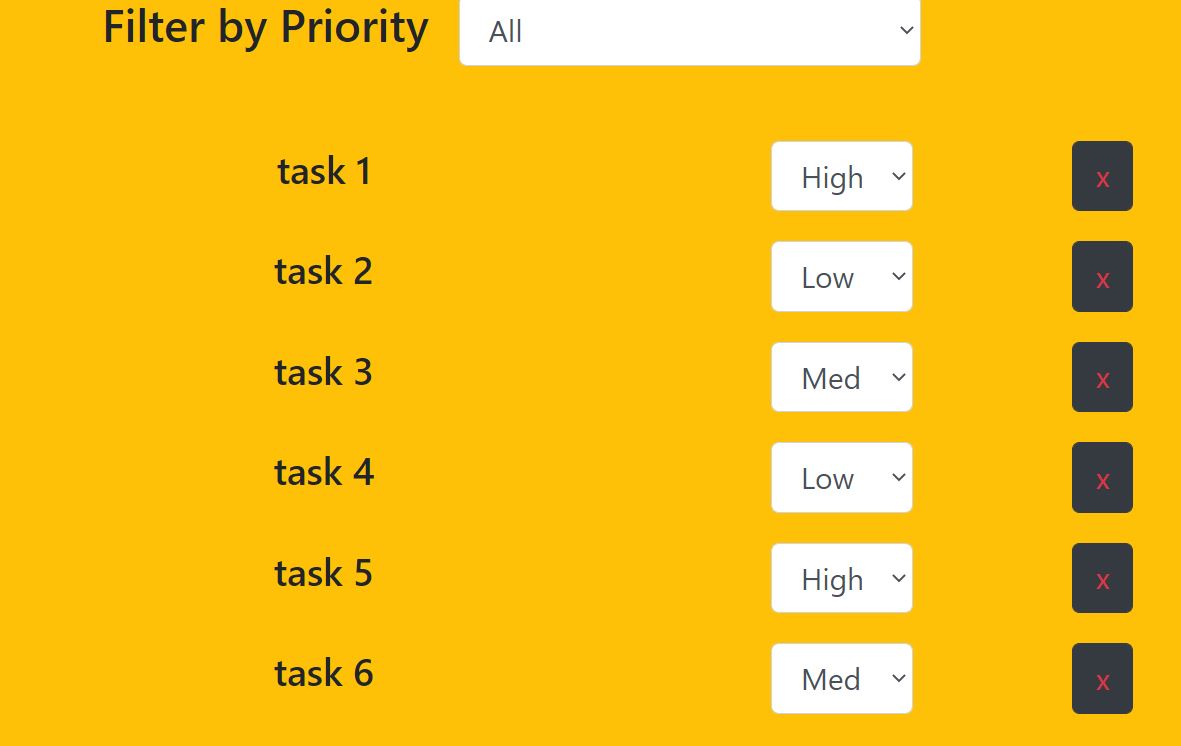 Filter by Priority All
task 1 High x
task 2 Low x
task 3 Med x
task 4 Low x
task 5 High x
task 6 Med x